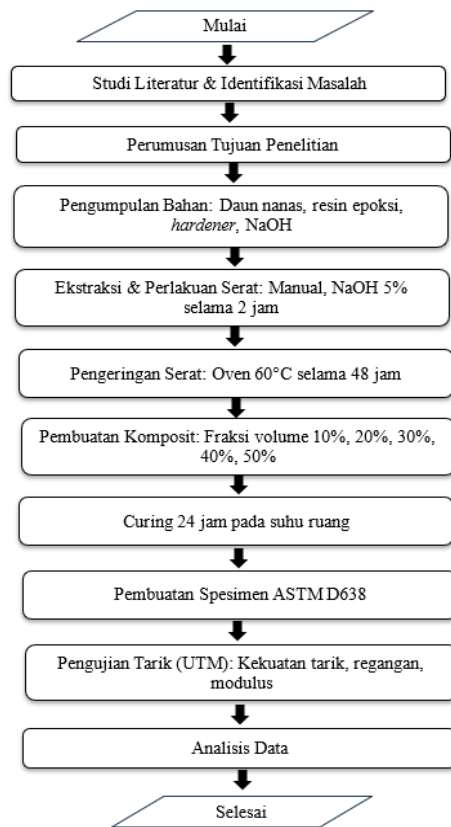 Mulai
Studi Literatur & Identifikasi Masalah
Perumusan Tujuan Penelitian
Pengumpulan Bahan: Daun nanas, resin epoksi,
hardener, NaOH
Ekstraksi & Perlakuan Serat: Manual, NaOH 5%
selama 2 jam
Pengeringan Serat: Oven 60°C selama 48 jam
Pembuatan Komposit: Fraksi volume 10%, 20%, 30%,
40%, 50%
Curing 24 jam pada suhu ruang
Pembuatan Spesimen ASTM D638
Pengujian Tarik (UTM): Kekuatan tarik, regangan,
modulus
Analisis Data
Selesai